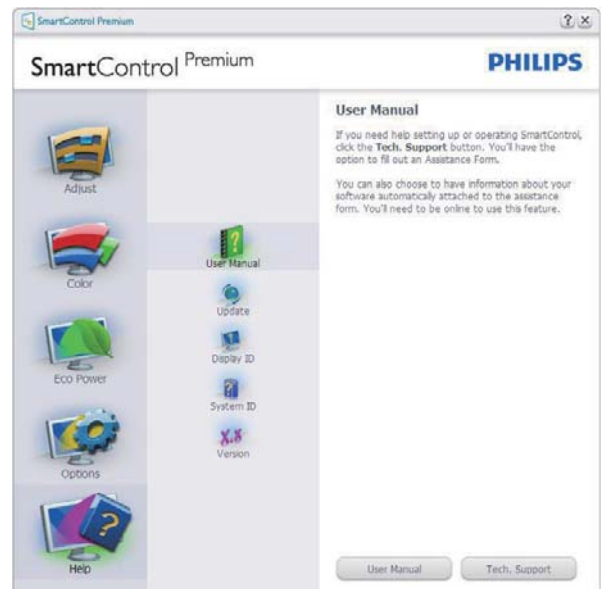 SmartControl Premium
? X
SmartControl Premium
PHILIPS
Adjust
Color
Eco Power
Options
Help
User Manual
Update
Display ID
System ID
X.X
Version
User Manual
If you need help setting up or operating SmartControl,
click the Tech. Support button. You'll have the
option to fill out an Assistance Form.
You can also choose to have information about your
software automatically attached to the assistance
form. You'll need to be online to use this feature.
User Manual
Tech. Support